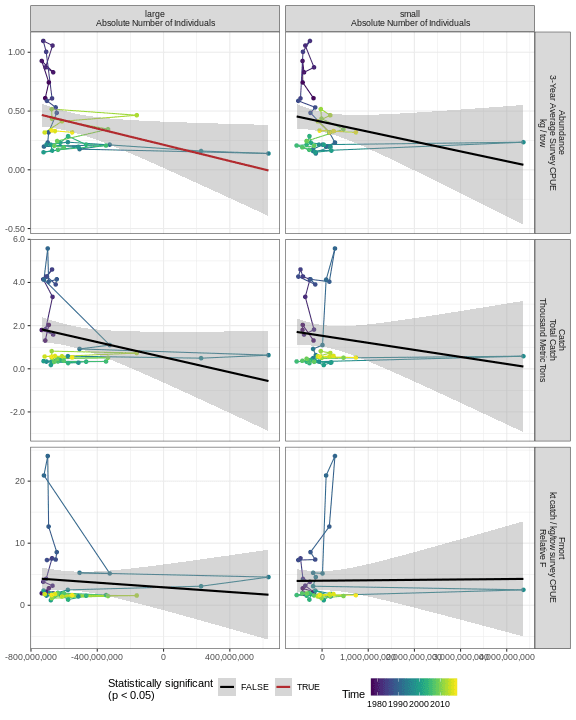 large
Absolute Number of Individuals
small
Absolute Number of Individuals
1.00
0.50
0.00
-0.50
Abundance
3-Year Average Survey CPUE
kg / tow
6.0
4.0
2.0
0.0
-2.0
Catch
Total Catch
Thousand Metric Tons
20
10
0
Fmort
kt catch / kg/tow survey CPUE
Relative F
-800,000,000
-400,000,000
0
400,000,000
0
1,000,000,000
2,000,000,000
3,000,000,000
4,000,000,000
Statistically significant
(p < 0.05)
FALSE
TRUE
Time
1980 1990 2000 2010